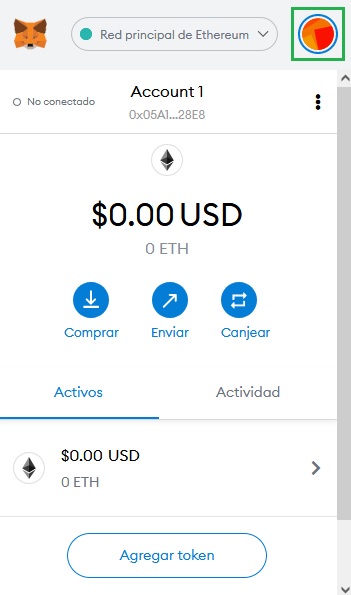 Red principal de Ethereum
Account 1
No conectado
0x05A1...28E8
$0.00 USD
0 ETH
Comprar Enviar Canjear
Activos Actividad
$0.00 USD
0 ETH
Agregar token